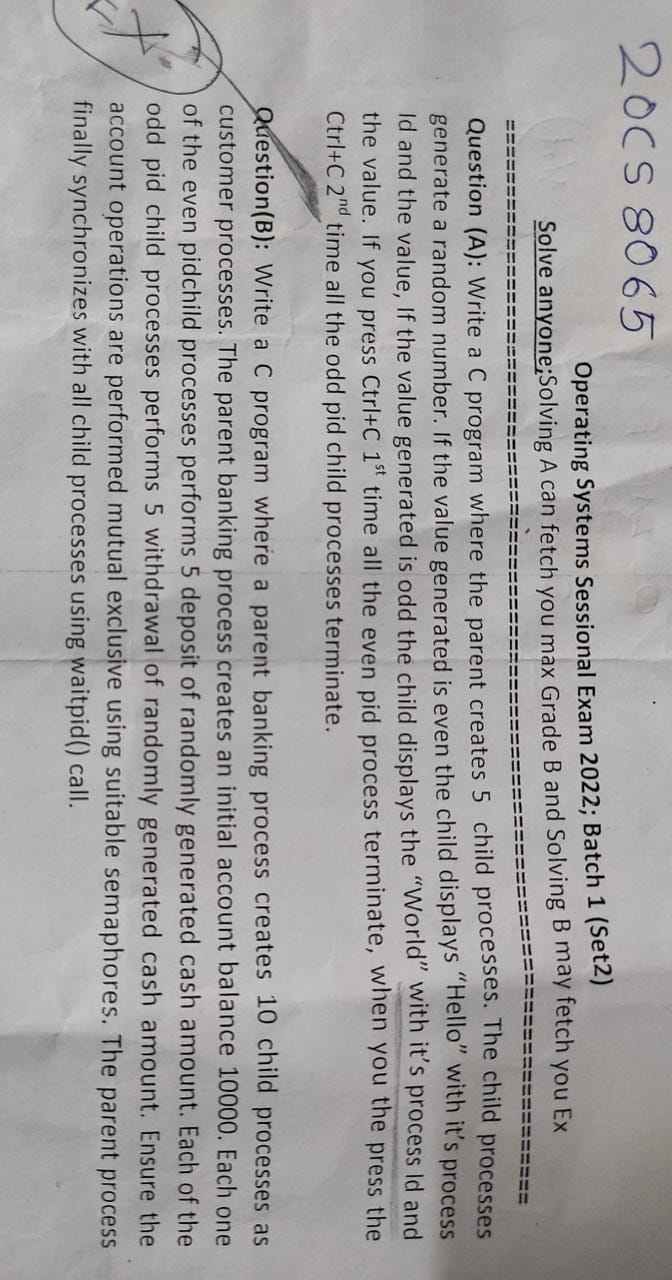 20CS8065
Operating Systems Sessional Exam 2022; Batch 1 (Set2)
Solve anyone;Solving A can fetch you max Grade B and Solving B may fetch you Ex
Question (A): Write a C program where the parent creates 5 child processes. The child processes
generate a random number. If the value generated is even the child displays "Hello" with it's process
Id and the value, If the value generated is odd the child displays the "World" with it's process Id and
the value. If you press Ctrl+C 1st time all the even pid process terminate, when you the press the
Ctrl+C 2nd time all the odd pid child processes terminate.
Question(B): Write a C program where a parent banking process creates 10 child processes as
customer processes. The parent banking process creates an initial account balance 10000. Each one
of the even pidchild processes performs 5 deposit of randomly generated cash amount. Each of the
odd pid child processes performs 5 withdrawal of randomly generated cash amount. Ensure the
account operations are performed mutual exclusive using suitable semaphores. The parent process
finally synchronizes with all child processes using waitpid() call.